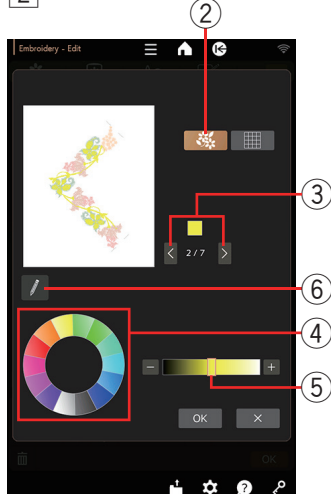 2
②
Embroidery - Edit
③
2 / 7
⑥
④
− +
⑤
OK ×
OK
?